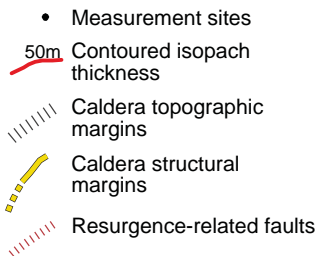 Measurement sites
50m Contoured isopach
thickness
Caldera topographic
margins
Caldera structural
margins
Resurgence-related faults